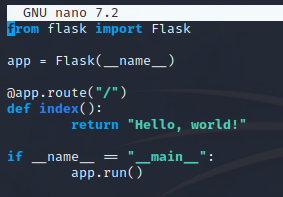 GNU nano 7.2
from flask import Flask
app = Flask(__name__)
@app.route("/")
def index():
        return "Hello, world!"
if __name__ == "__main__":
        app.run()